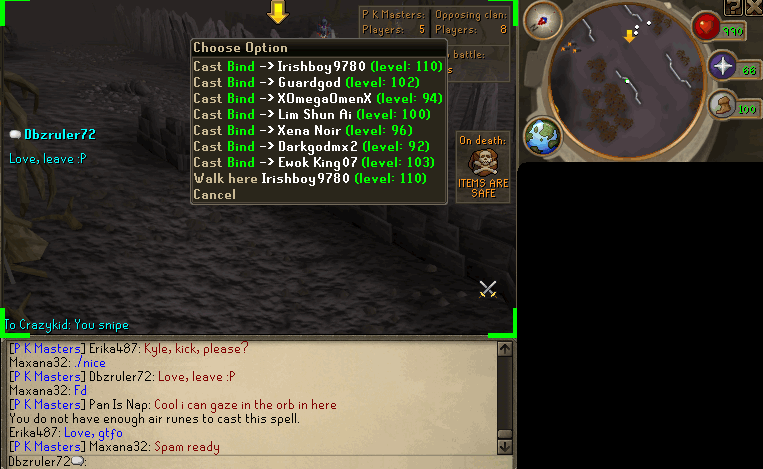 P K Masters: Opposing clan:
Players: 5 Players: 8
battle:
Choose Option
Cast Bind -> Irishboy9780 (level: 110)
Cast Bind -> Guardgod (level: 102)
Cast Bind -> XOmegaOmenX (level: 94)
Cast Bind -> Lim Shun Ai (level: 100)
Cast Bind -> Xena Noir (level: 96)
Cast Bind -> Darkgodmx2 (level: 92)
Cast Bind -> Ewok King07 (level: 103)
Walk here Irishboy9780 (level: 110)
Cancel
990
66
100
Dbzruler72
Love, leave :P
On death:
ITEMS ARE
SAFE
To Crazykid: You snipe
[P K Masters] Erika487: Kyle, kick, please?
Maxana32: ./nice
[P K Masters] Dbzruler72: Love, leave :P
Maxana32: Fd
[P K Masters] Pan Is Nap: Cool i can gaze in the orb in here
You do not have enough air runes to cast this spell.
Erika487: Love, gtfo
[P K Masters] Maxana32: Spam ready
Dbzruler72: